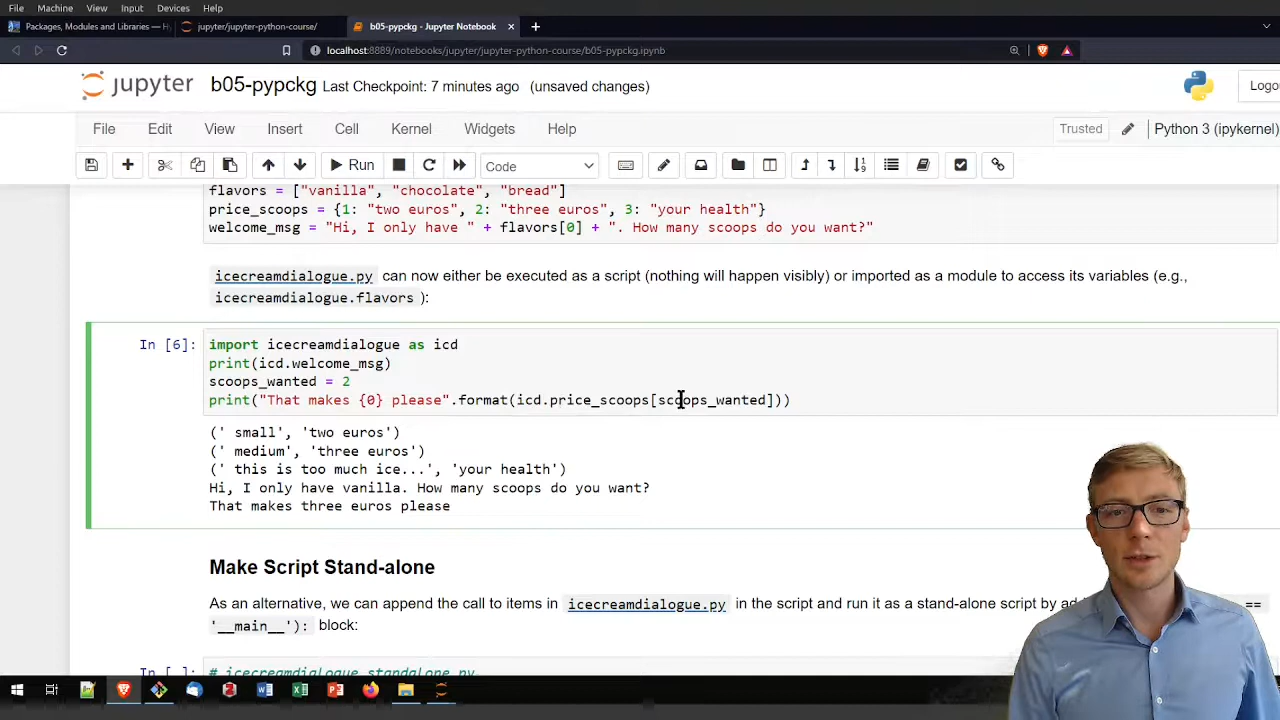 File Machine View Input Devices Help
Packages, Modules and Libraries — H
jupyter/jupyter-python-course/
b05-pypckg - Jupyter Notebook
localhost:8889/notebooks/jupyter/jupyter-python-course/b05-pypckg.ipynb
jupyter b05-pypckg Last Checkpoint: 7 minutes ago (unsaved changes)
Logo
File Edit View Insert Cell Kernel Widgets Help Trusted Python 3 (ipykernel)
Run Code
flavors = ["vanilla", "chocolate", "bread"]
price_scoops = {1: "two euros", 2: "three euros", 3: "your health"}
welcome_msg = "Hi, I only have " + flavors[0] + ". How many scoops do you want?"
icecreamdialogue.py can now either be executed as a script (nothing will happen visibly) or imported as a module to access its variables (e.g.,
icecreamdialogue.flavors ):
In [6]: import icecreamdialogue as icd
print(icd.welcome_msg)
scoops_wanted = 2
print("That makes {0} please".format(icd.price_scoops[scoops_wanted]))
(' small', 'two euros')
(' medium', 'three euros')
(' this is too much ice...', 'your health')
Hi, I only have vanilla. How many scoops do you want?
That makes three euros please
Make Script Stand-alone
As an alternative, we can append the call to items in icecreamdialogue.py in the script and run it as a stand-alone script by ad ==
'__main__'): block:
In [ ]: # icecreamdialogue_standalone.py